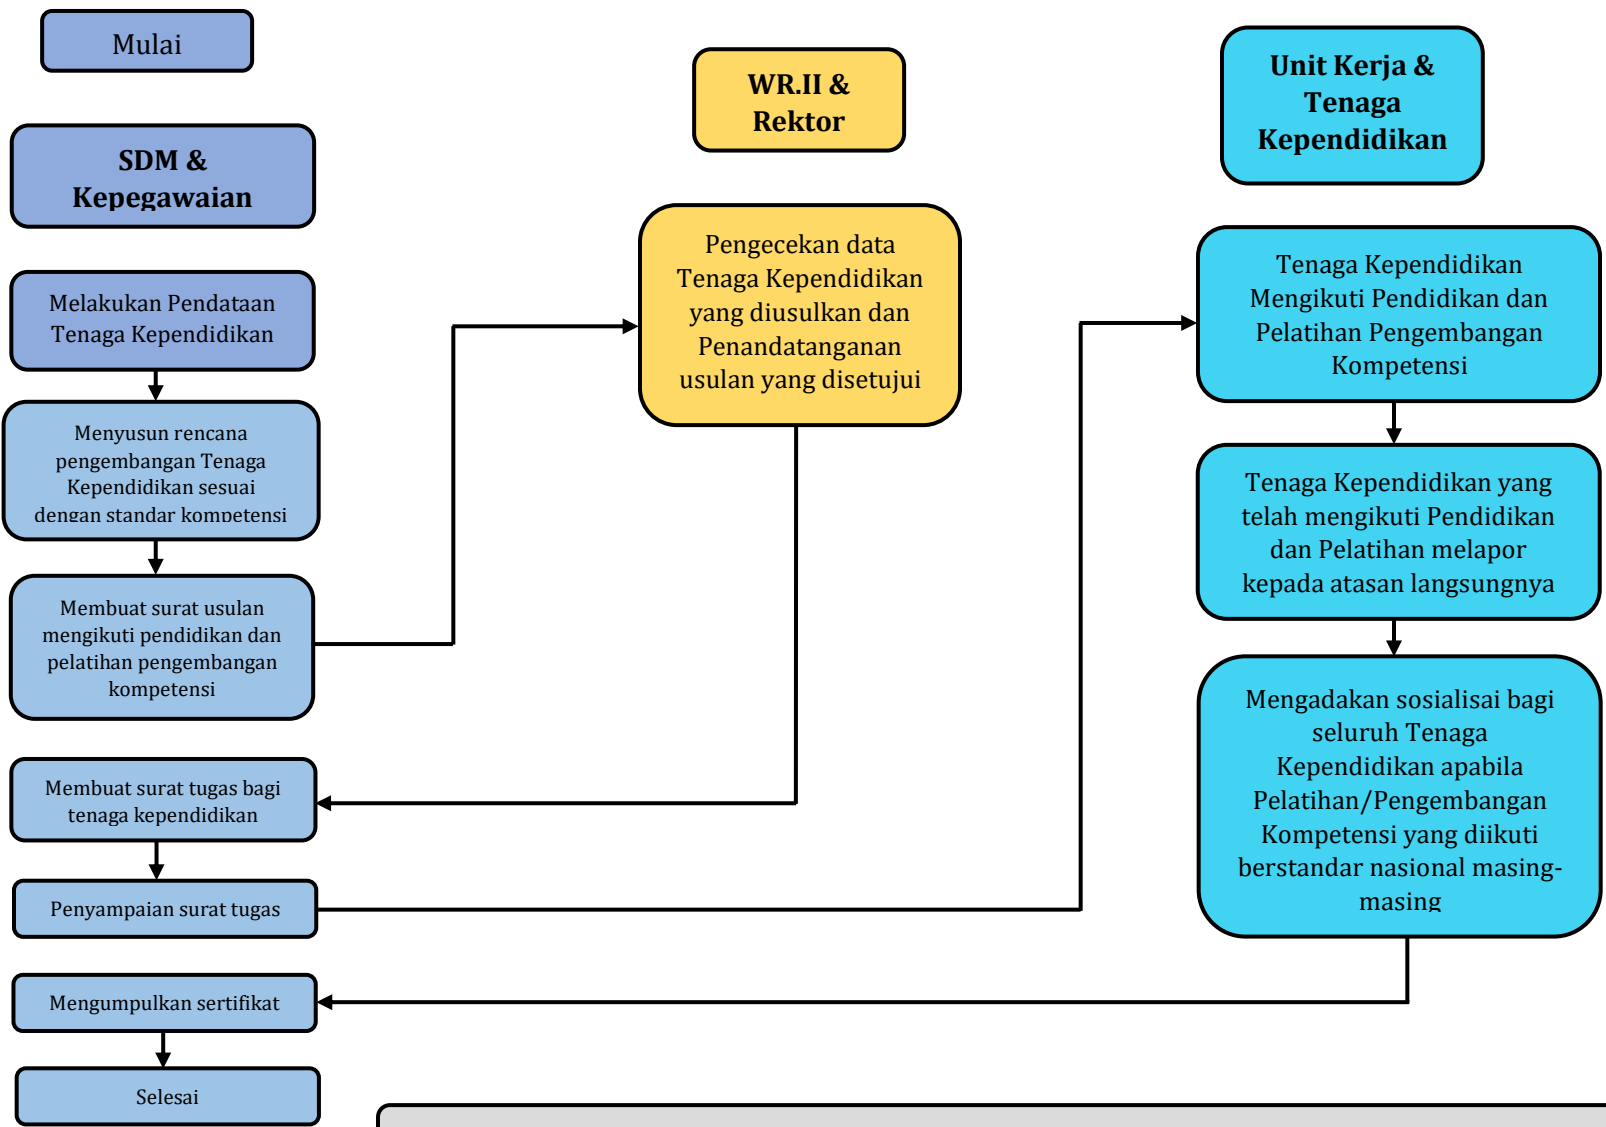 Mulai
SDM &
Kepegawaian
Melakukan Pendataan
Tenaga Kependidikan
Menyusun rencana
pengembangan Tenaga
Kependidikan sesuai
dengan standar kompetensi
Membuat surat usulan
mengikuti pendidikan dan
pelatihan pengembangan
kompetensi
Membuat surat tugas bagi
tenaga kependidikan
Penyampaian surat tugas
Mengumpulkan sertifikat
Selesai
WR.II &
Rektor
Pengecekan data
Tenaga Kependidikan
yang diusulkan dan
Penandatanganan
usulan yang disetujui
Unit Kerja &
Tenaga
Kependidikan
Tenaga Kependidikan
Mengikuti Pendidikan dan
Pelatihan Pengembangan
Kompetensi
Tenaga Kependidikan yang
telah mengikuti Pendidikan
dan Pelatihan melapor
kepada atasan langsungnya
Mengadakan sosialisai bagi
seluruh Tenaga
Kependidikan apabila
Pelatihan/Pengembangan
Kompetensi yang diikuti
berstandar nasional masing-
masing